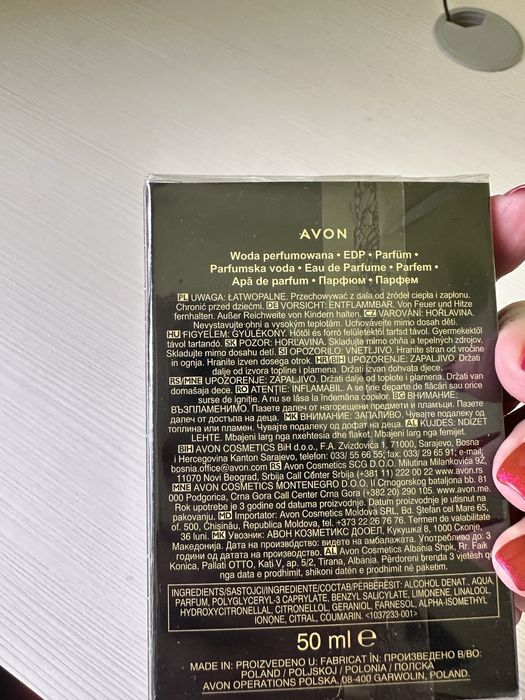 AVON
Woda perfumowana • EDP • Parfüm •
Parfumska voda • Eau de Parfume • Parfem •
Apă de parfum • Парфюм • Парфем
PL UWAGA: ŁATWOPALNE. Przechowywać z dala od źródeł ciepła i zapłonu.
Chronić przed dziećmi. DE VORSICHT: ENTFLAMMBAR. Von Feuer und Hitze
fernhalten. Außer Reichweite von Kindern halten. CZ VAROVÁNÍ: HOŘLAVINA.
Nevystavujte ohni a vysokým teplotám. Uchovávejte mimo dosah dětí.
HU FIGYELEM: GYÚLÉKONY. Hőtől és forró felülektől tartsd távol. Gyermekektől
távol tartandó. SK POZOR: HORĽAVINA. Skladujte mimo ohňa a tepelných zdrojov.
Skladujte mimo dosahu detí. SI OPOZORILO: VNETLJIVO. Hranite stran od vročine
in ognja. Hranite izven dosega otrok. HR/BIH UPOZORENJE: ZAPALJIVO. Držati
dalje od izvora topline i plamena. Držati izvan dohvata djece.
RS/MNE UPOZORENJE: ZAPALJIVO. Držati dalje od toplote i plamena. Držati van
domašaja dece. RO ATENȚIE: INFLAMABIL. A se ține departe de flăcări sau orice
surse de igniție. A nu se lăsa la îndemâna copiilor. BG ВНИМАНИЕ:
ВЪЗПЛАМЕНИМО. Пазете далеч от нагорещени предмети и пламъци. Пазете
далеч от достъпа на деца. MK ВНИМАНИЕ: ЗАПАЛИВО. Чувајте подалеку од
топлина или пламен. Чувајте подалеку од дофат на деца. AL KUJDES: NDIZET
LEHTE. Mbajeni larg nga nxehtesia dhe flaket. Mbajeni larg nga femijet.
BIH AVON COSMETICS BiH d.o.o., F.A. Zvizdovića 1, 71000 Sarajevo, Bosna
i Hercegovina Kanton Sarajevo, telefon: 033/ 55 66 55; fax: 033/ 29 65 91; e-mail:
bosnia.office@avon.com RS Avon Cosmetics SCG D.O.O. Milutina Milankovića 9Ž,
11070 Novi Beograd, Srbija Call Center Srbija (+381 11) 222 00 22 www.avon.rs
MNE AVON COSMETICS MONTENEGRO D.O.O. II Crnogorskog bataljona bb. 81
000 Podgorica, Crna Gora Call Center Crna Gora (+382 20) 290 105. www.avon.me.
Rok upotrebe je 3 godine od datuma proizvodnje. Datum proizvodnje je utisnut na
pakovanju. MD Importator: Avon Cosmetics Moldova SRL, Bd. Ștefan cel Mare 65,
of. 500, Chișinău, Republica Moldova, tel. +373 22 26 76 76. Termen de valabilitate
36 luni. MK Увозник: АВОН КОЗМЕТИКС ДООЕЛ, Кукушка 8, 1000 Скопје,
Македонија. Дата на производство: видете на амбалажата. Употребливо до: 3
години од датата на производство. AL Avon Cosmetics Albania Shpk, Rr. Faik
Konica, Pallati OTTO, Kati V, ap. 5/2, Tirana, Albania. Përdoreni brenda 3 vjetësh q
nga data e prodhimit, shikoni datën e prodhimit në paketim.
INGREDIENTS/SASTOJCI/INGREDIENTE/СОСТАВ/PËRBËRËSIT: ALCOHOL DENAT., AQUA,
PARFUM, POLYGLYCERYL-3 CAPRYLATE, BENZYL SALICYLATE, LIMONENE, LINALOOL,
HYDROXYCITRONELLAL, CITRONELLOL, GERANIOL, FARNESOL, ALPHA-ISOMETHYL
IONONE, CITRAL, COUMARIN. <1037233-001>
50 ml ℮
MADE IN: PROIZVEDENO U: FABRICAT ÎN: ПРОИЗВЕДЕНО В/ВО:
POLAND / POLJSKOJ / POLONIA / ПОЛСКА
AVON OPERATIONS POLSKA, 08-400 GARWOLIN, POLAND.